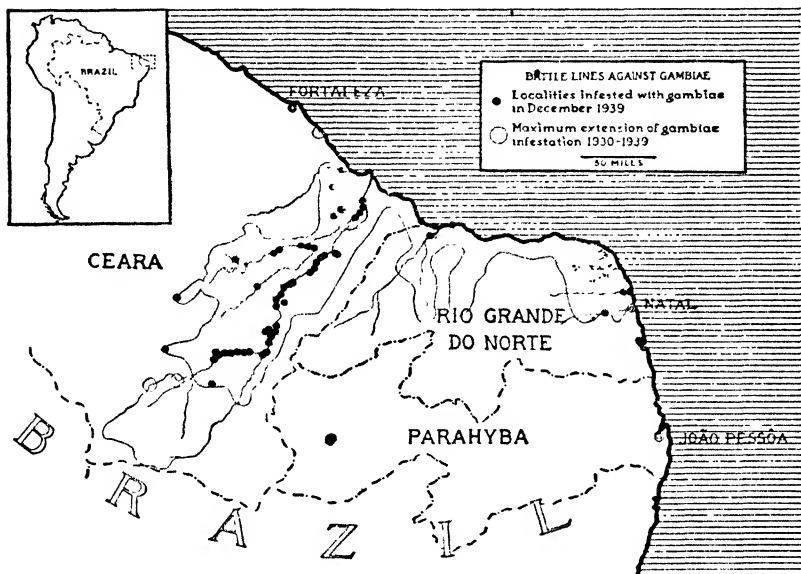 BRAZIL
BATTLE LINES AGAINST GAMBIAE
Localities infested with gambiae
in December 1939
Maximum extension of gambiae
infestation 1930-1939
50 MILES
FORTALEZA
CEARA
NATAL
RIO GRANDE
DO NORTE
PARAHYBA
JOÃO PESSÔA
BRAZIL